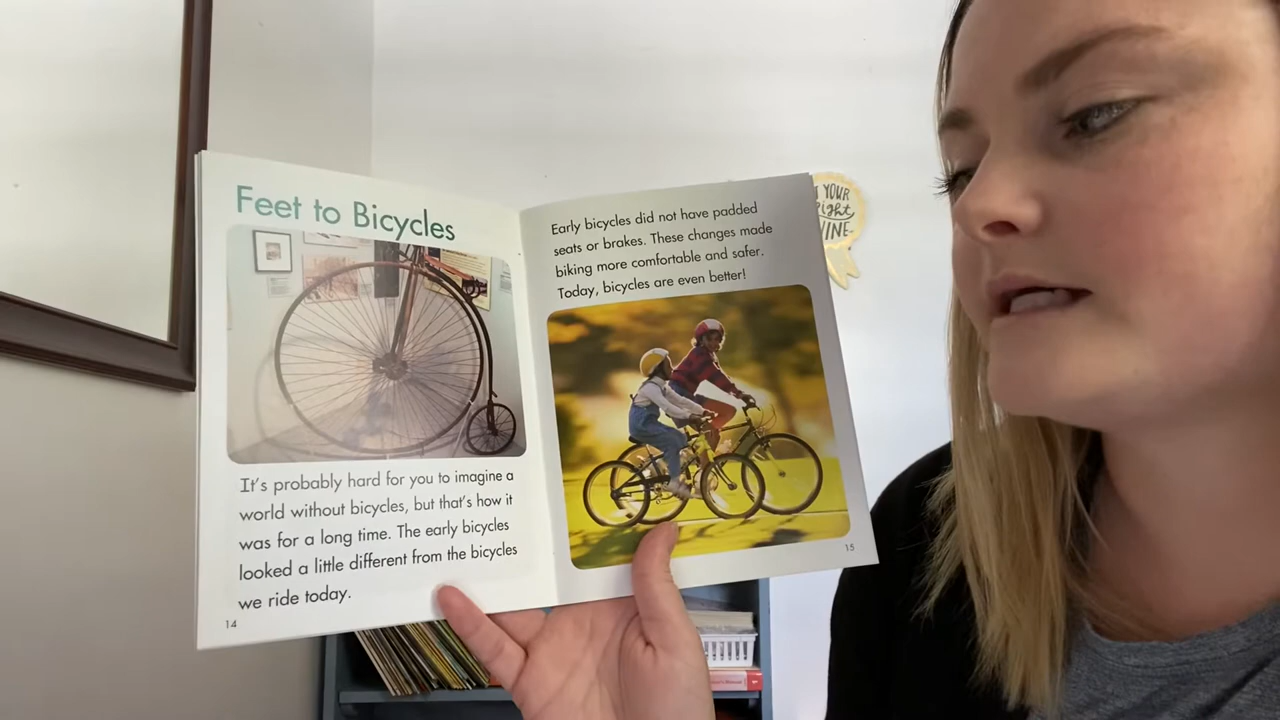 Feet to Bicycles
It's probably hard for you to imagine a
world without bicycles, but that's how it
was for a long time. The early bicycles
looked a little different from the bicycles
we ride today.
14
Early bicycles did not have padded
seats or brakes. These changes made
biking more comfortable and safer.
Today, bicycles are even better!
15
YOUR